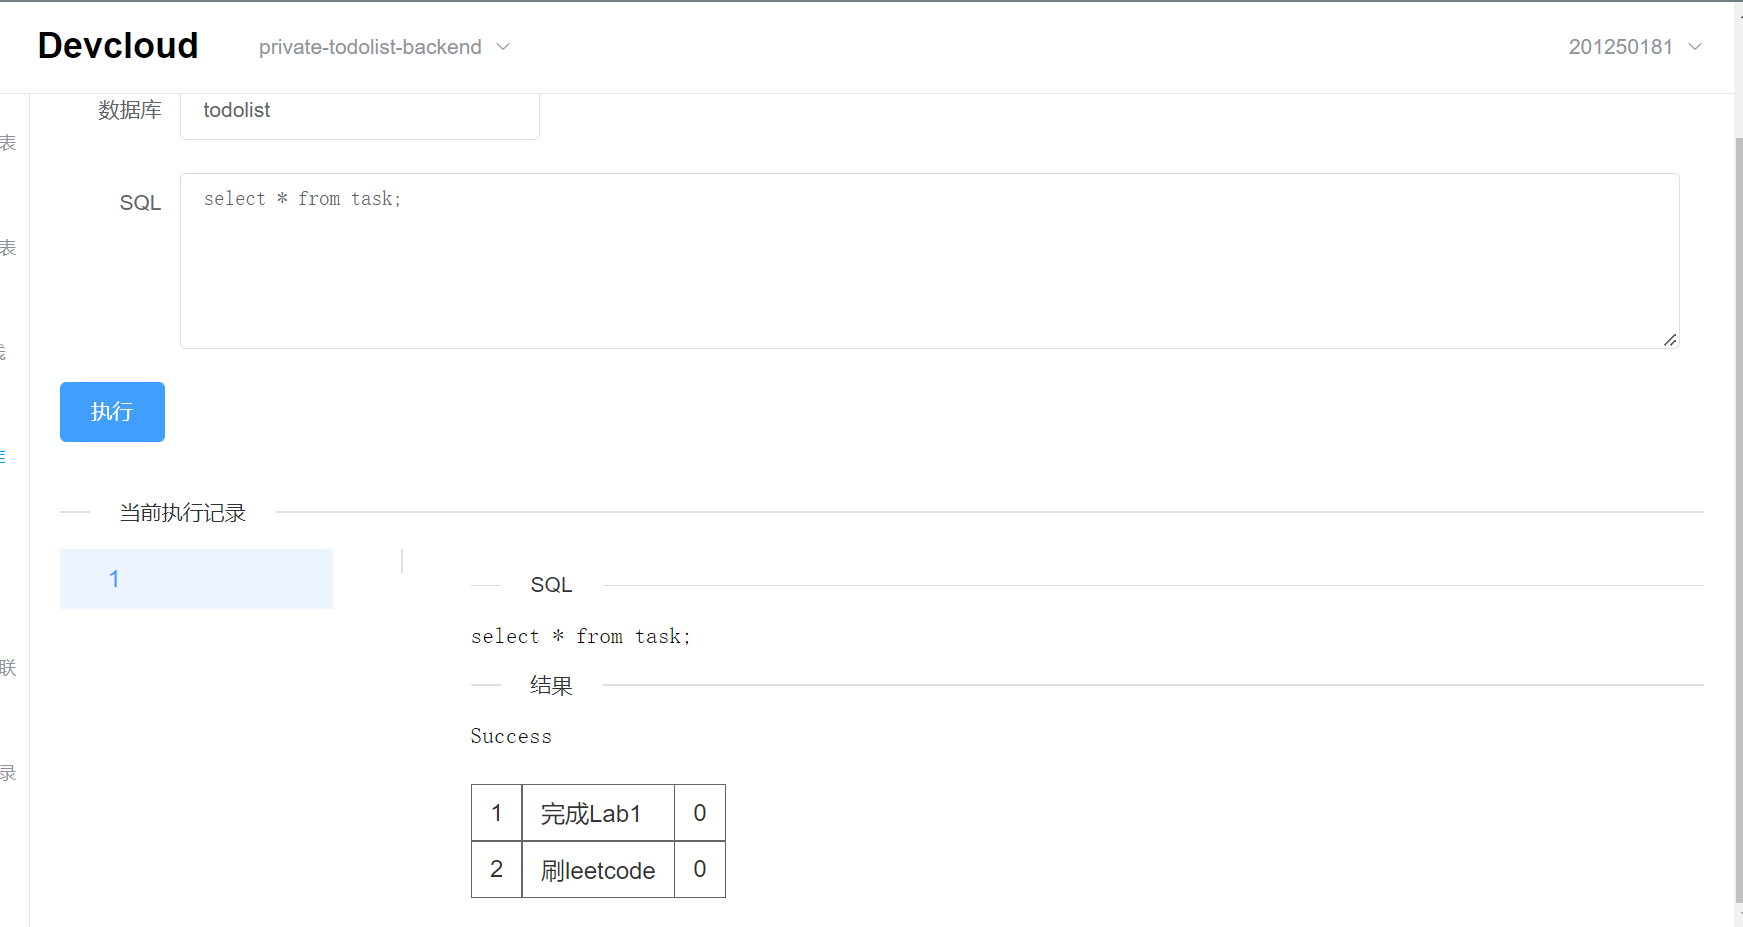 Devcloud private-todolist-backend 201250181
数据库 todolist
表
SQL select * from task;
表
执行
当前执行记录
1
SQL
select * from task;
联
结果
Success
录
1 完成Lab1 0
2 刷leetcode 0